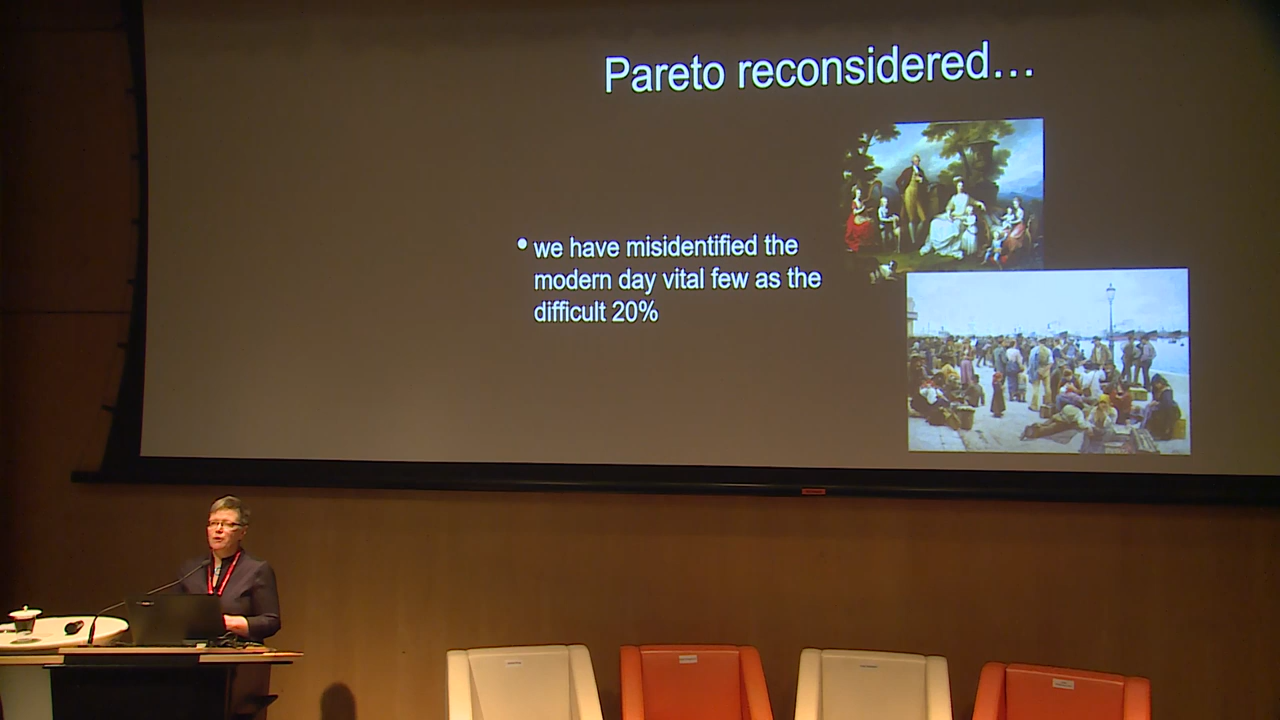 Pareto reconsidered…
• we have misidentified the
modern day vital few as the
difficult 20%